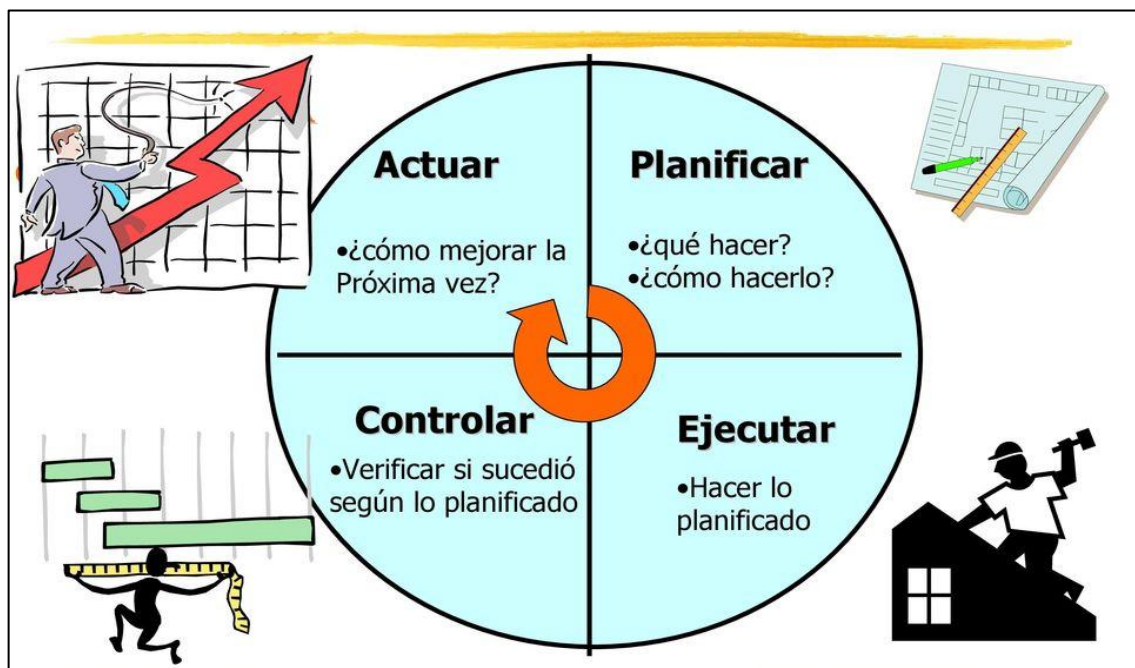 Actuar
•¿cómo mejorar la
Próxima vez?
Planificar
•¿qué hacer?
•¿cómo hacerlo?
Controlar
•Verificar si sucedió
según lo planificado
Ejecutar
•Hacer lo
planificado